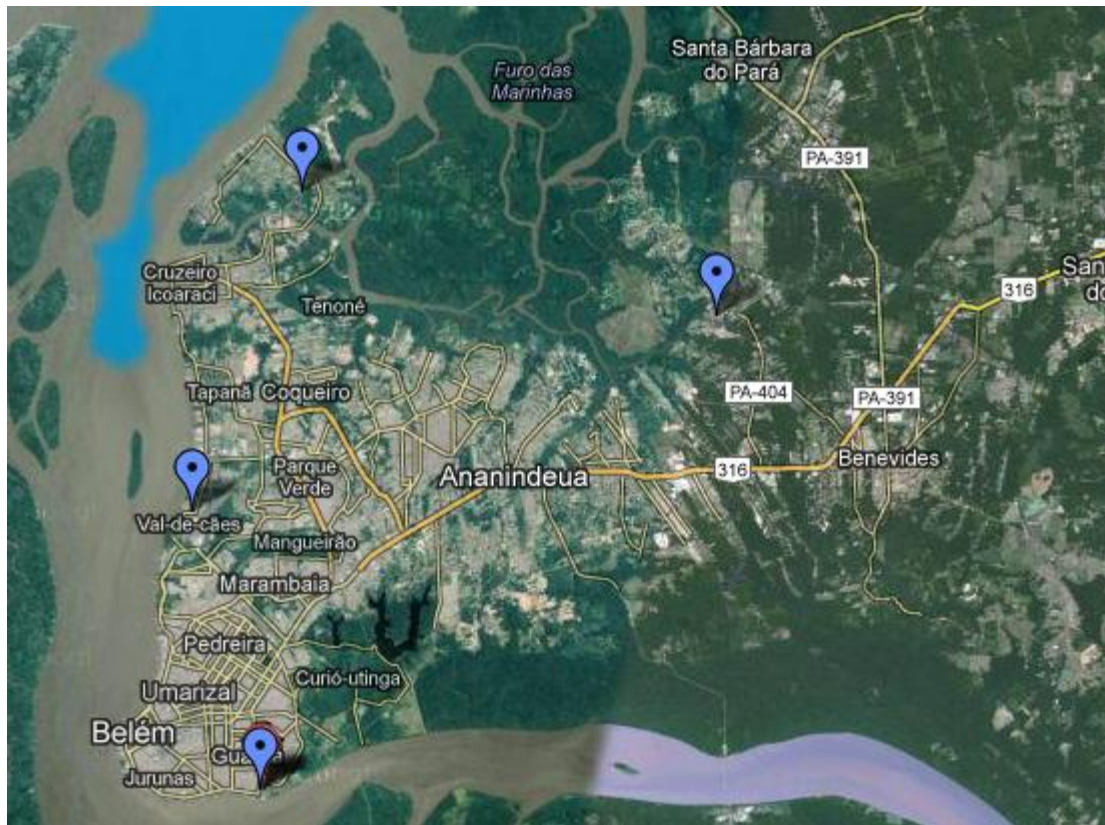 Santa Bárbara
do Pará
Furo das
Marinhas
PA-391
Cruzeiro
Icoaraci
Tenoné
316
Tapanã
Coqueiro
PA-404
PA-391
Parque
Verde
Ananindeua
316
Benevides
Val-de-cães
Mangueirão
Marambaia
Pedreira
Curió-utinga
Umarizal
Belém
Jurunas